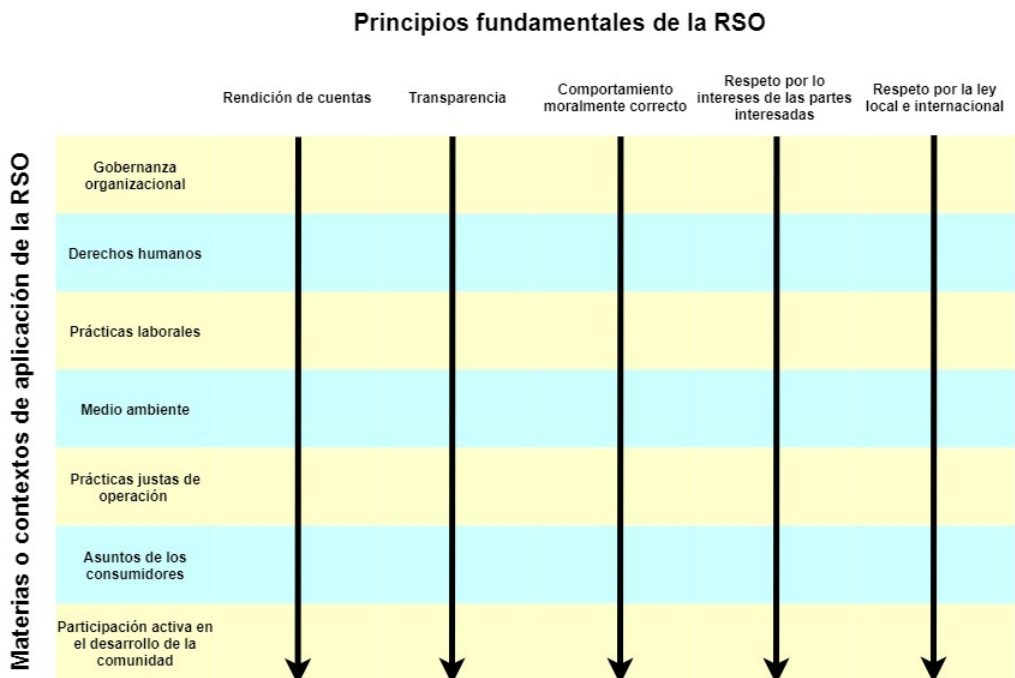 Principios fundamentales de la RSO
Rendición de cuentas
Transparencia
Comportamiento
moralmente correcto
Respeto por lo
intereses de las partes
interesadas
Respeto por la ley
local e internacional
Materias o contextos de aplicación de la RSO
Gobernanza
organizacional
Derechos humanos
Prácticas laborales
Medio ambiente
Prácticas justas de
operación
Asuntos de los
consumidores
Participación activa en
el desarrollo de la
comunidad